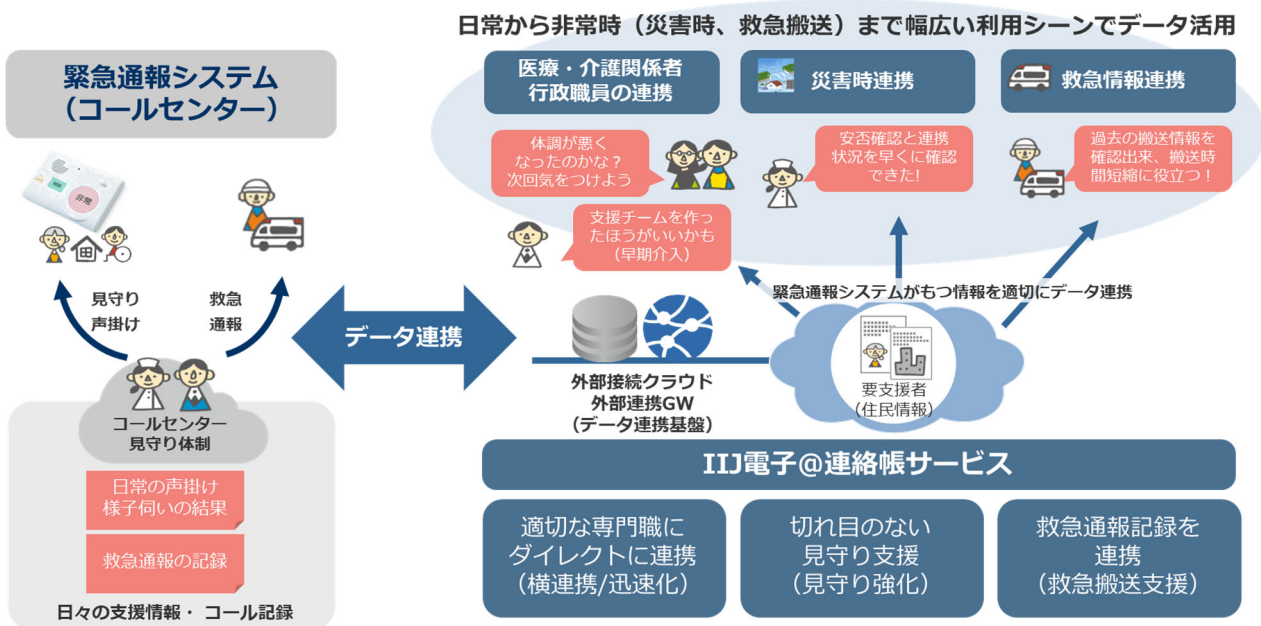 日常から非常時（災害時、救急搬送）まで幅広い利用シーンでデータ活用
緊急通報システム
（コールセンター）
非常
見守り
声掛け
救急
通報
コールセンター
見守り体制
日常の声掛け
様子伺いの結果
救急通報の記録
日々の支援情報・ コール記録
データ連携
医療・介護関係者
行政職員の連携
災害時連携
救急情報連携
体調が悪く
なったのかな？
次回気をつけよう
安否確認と連携
状況を早くに確認
できた!
過去の搬送情報を
確認出来、搬送時
間短縮に役立つ！
支援チームを作っ
たほうがいいかも
（早期介入）
緊急通報システムがもつ情報を適切にデータ連携
外部接続クラウド
外部連携GW
（データ連携基盤）
要支援者
（住民情報）
IIJ電子@連絡帳サービス
適切な専門職に
ダイレクトに連携
（横連携/迅速化）
切れ目のない
見守り支援
（見守り強化）
救急通報記録を
連携
（救急搬送支援）